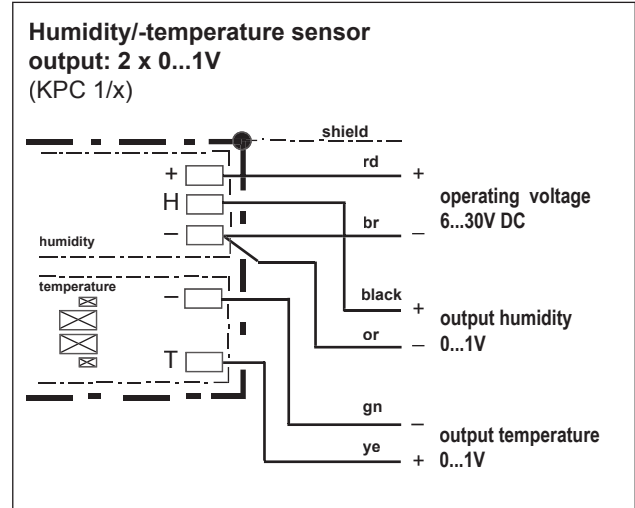 Humidity/-temperature sensor
output: 2 x 0...1V
(KPC 1/x)
shield
rd
+
+
operating voltage
6...30V DC
H
br
–
–
humidity
temperature
–
black
+
output humidity
0...1V
or
–
T
gn
–
output temperature
0...1V
ye
+